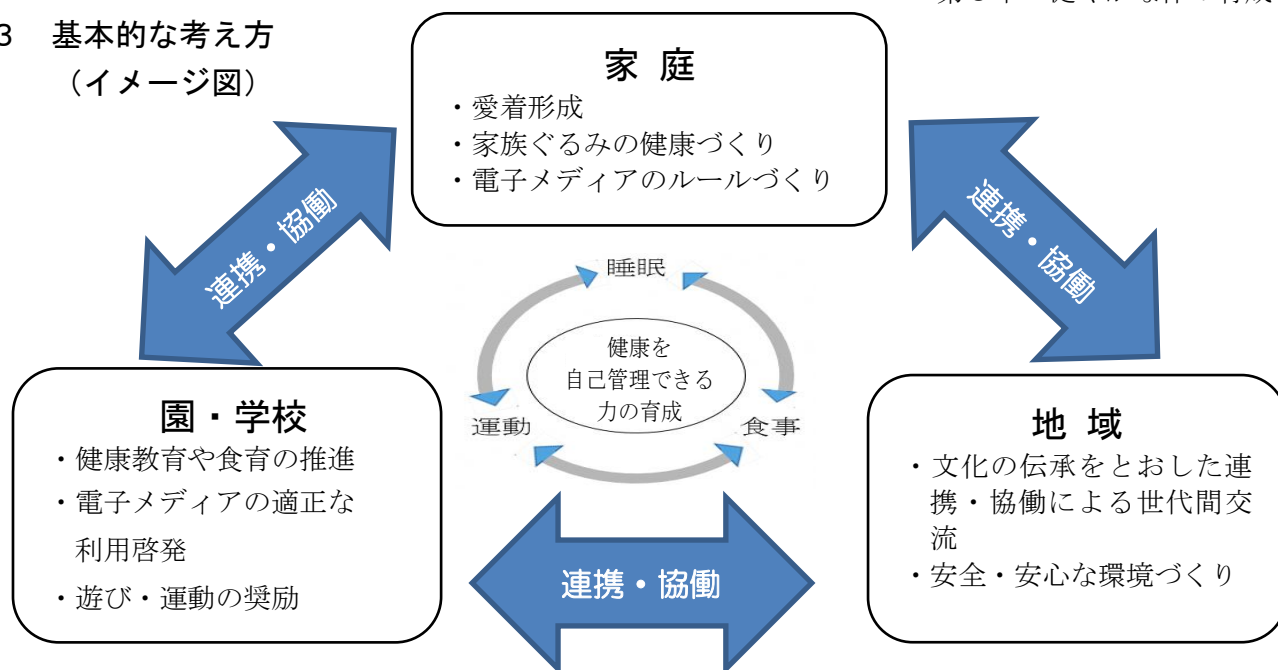 3 基本的な考え方
（イメージ図）
家 庭
・愛着形成
・家族ぐるみの健康づくり
・電子メディアのルールづくり
連携・協働
連携・協働
睡眠
健康を
自己管理できる
力の育成
運動
食事
園・学校
・健康教育や食育の推進
・電子メディアの適正な
利用啓発
・遊び・運動の奨励
連携・協働
地 域
・文化の伝承をとおした連
携・協働による世代間交
流
・安全・安心な環境づくり